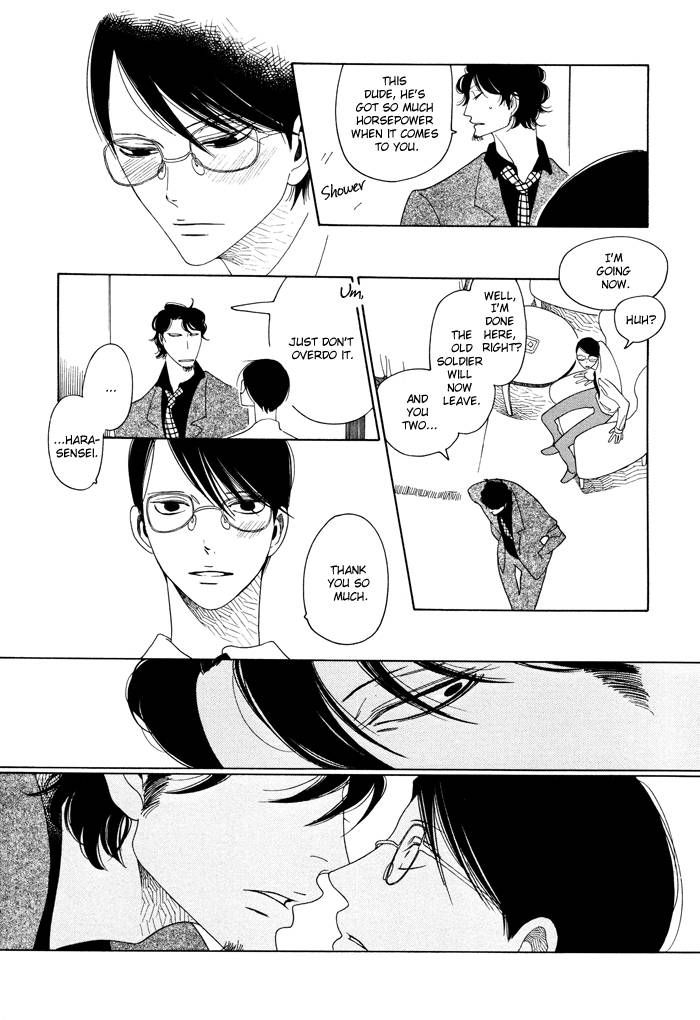 THIS
DUDE, HE'S
GOT SO MUCH
HORSEPOWER
WHEN IT COMES
TO YOU.
Shower
I'M
GOING
NOW.
HUH?
WELL,
I'M
DONE
HERE,
RIGHT?
THE
OLD
SOLDIER
WILL
NOW
LEAVE.
AND
YOU
TWO...
Um,
JUST DON'T
OVERDO IT.
...
...HARA-
SENSEI.
THANK
YOU SO
MUCH.